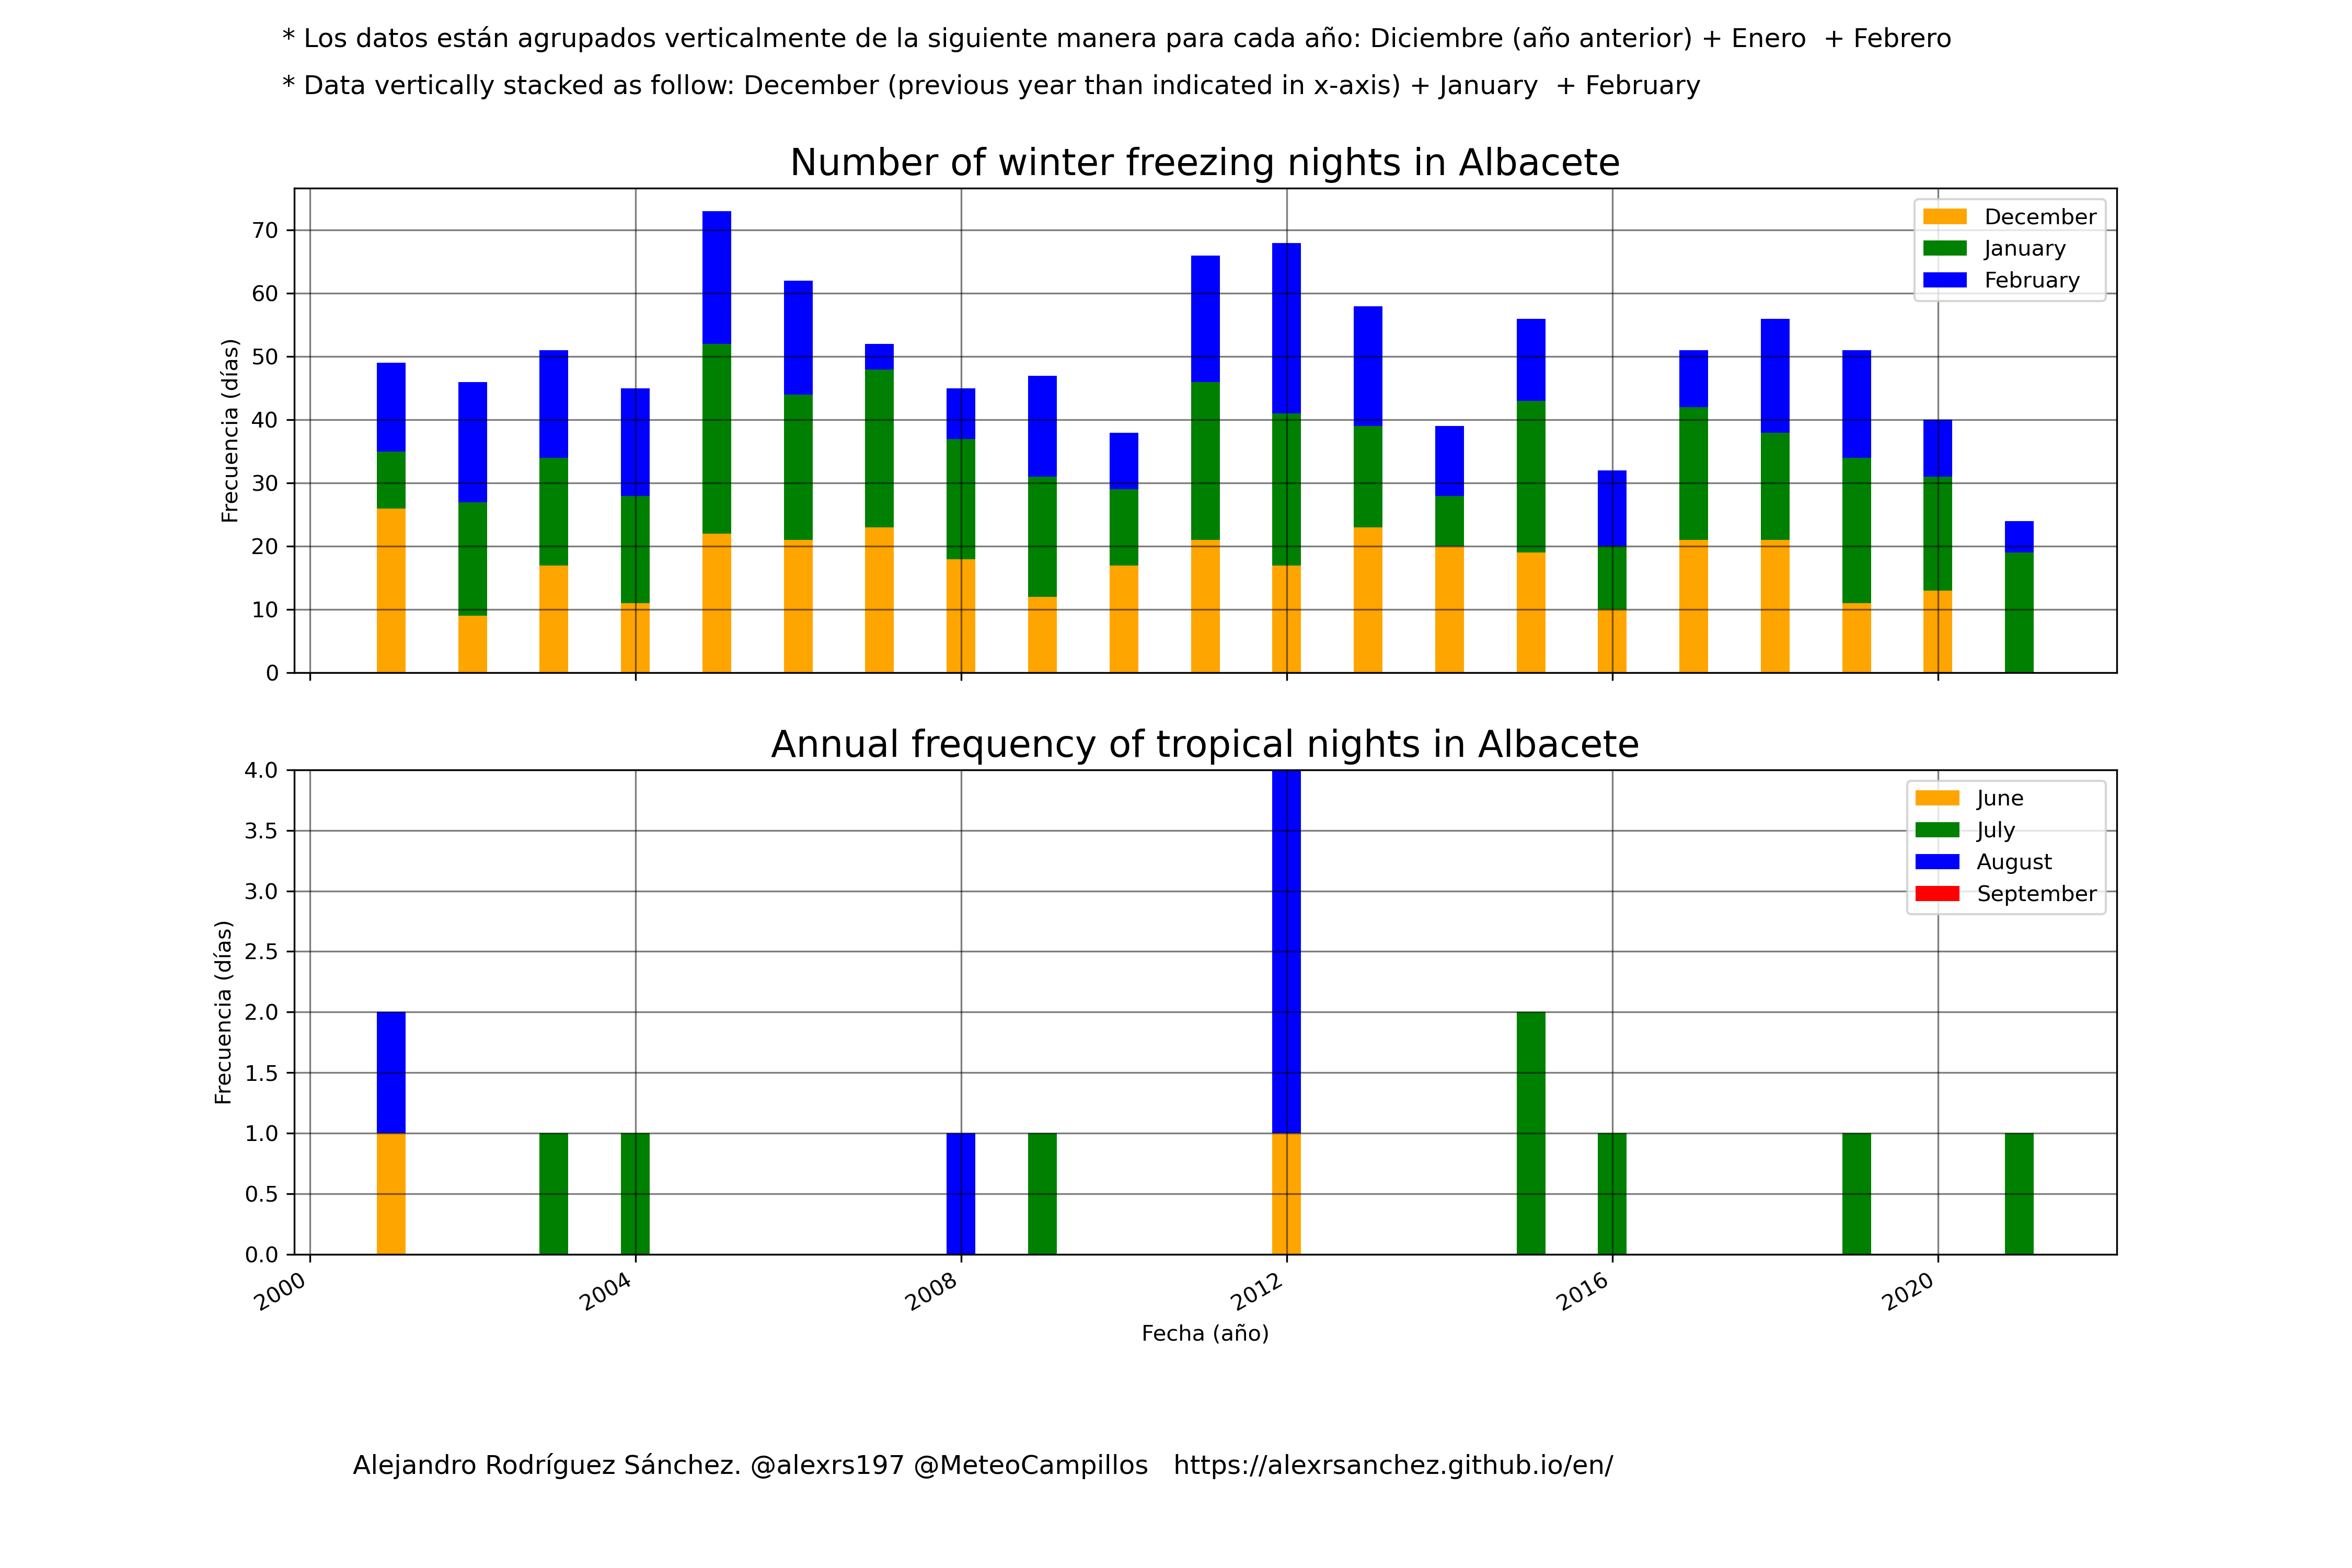 * Los datos están agrupados verticalmente de la siguiente manera para cada año: Diciembre (año anterior) + Enero  + Febrero
* Data vertically stacked as follow: December (previous year than indicated in x-axis) + January  + February
Number of winter freezing nights in Albacete
Frecuencia (días)
70
60
50
40
30
20
10
0
December
January
February
Annual frequency of tropical nights in Albacete
Frecuencia (días)
4.0
3.5
3.0
2.5
2.0
1.5
1.0
0.5
0.0
June
July
August
September
2000
2004
2008
2012
2016
2020
Fecha (año)
Alejandro Rodríguez Sánchez. @alexrs197 @MeteoCampillos   https://alexrsanchez.github.io/en/